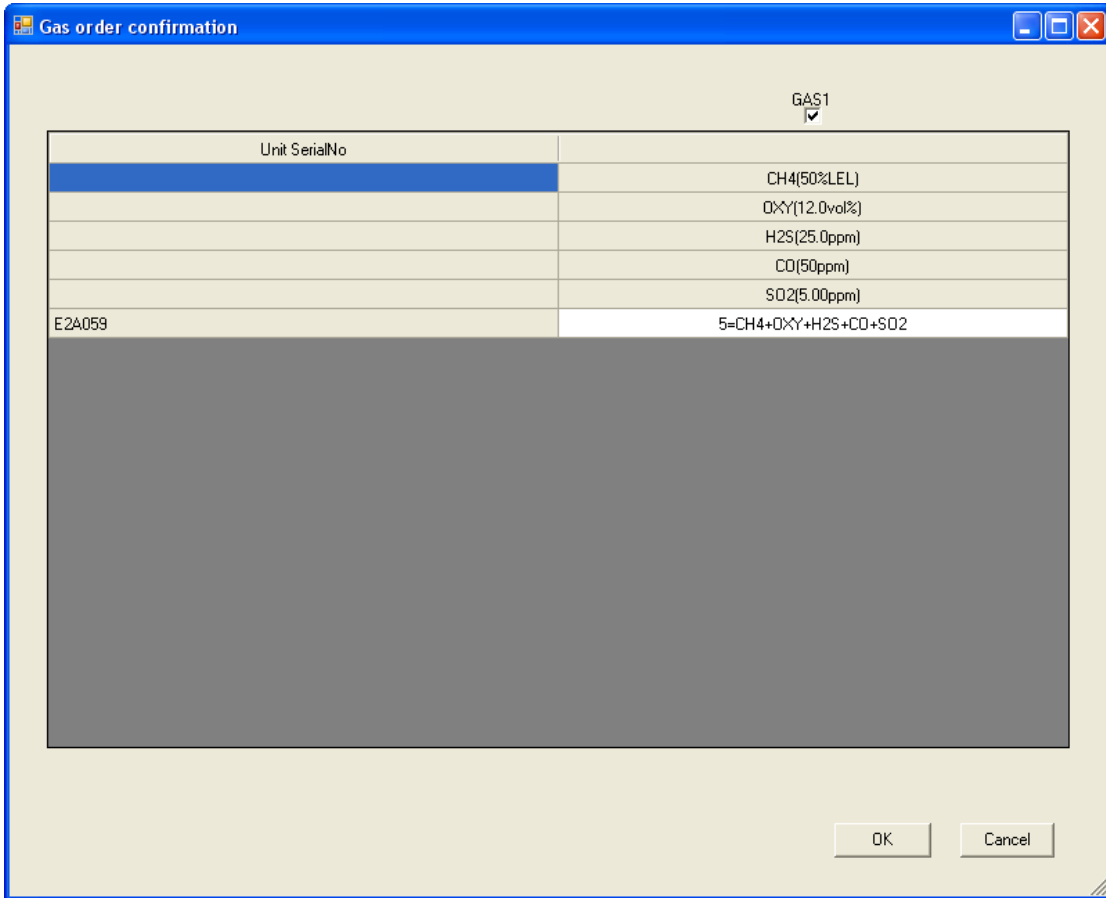 Gas order confirmation
GAS1
Unit SerialNo
CH4(50%LEL)
OXY(12.0vol%)
H2S(25.0ppm)
CO(50ppm)
SO2(5.00ppm)
E2A059 5=CH4+OXY+H2S+CO+SO2
OK Cancel